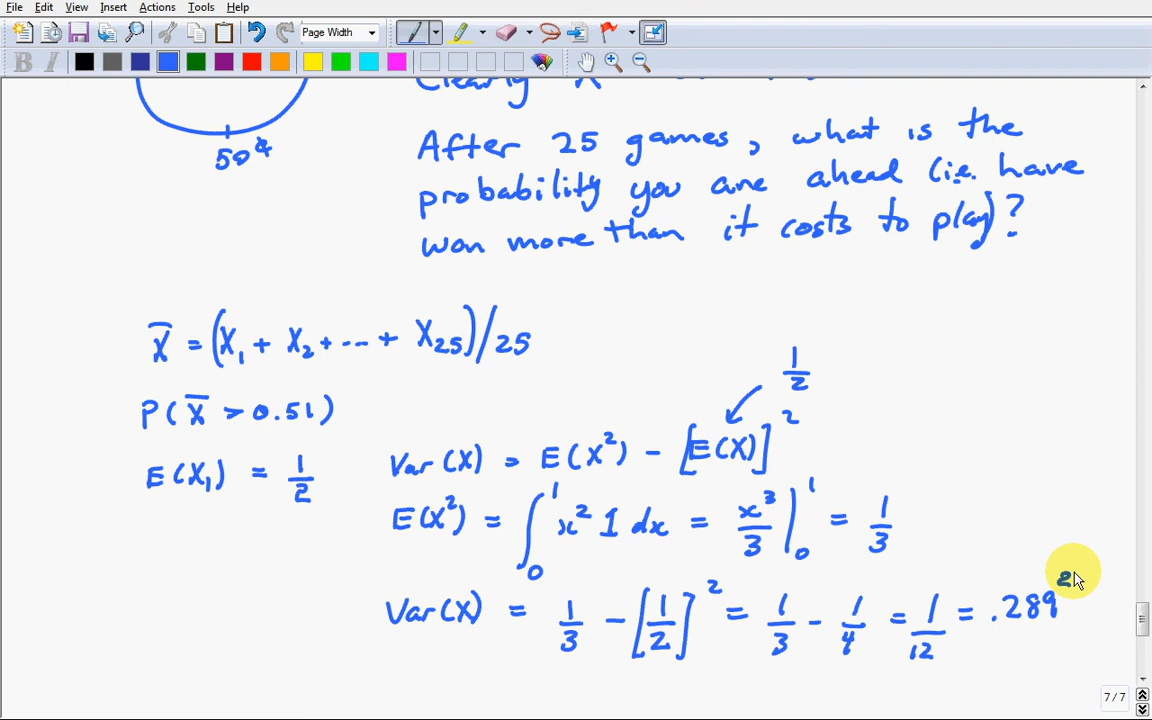 File Edit View Insert Actions Tools Help
Page Width
B I
Clearly X
50¢
After 25 games, what is the
probability you are ahead (i.e. have
won more than it costs to play)?
X̅ = (X₁ + X₂ + ... + X₂₅)/25
1/2
P(X̅ > 0.51)
Var(X) = E(X²) - [E(X)]²
E(X₁) = 1/2
E(X²) = ∫₀¹ x² 1 dx = x³/3 |₀¹ = 1/3
Var(X) = 1/3 - [1/2]² = 1/3 - 1/4 = 1/12 = .289²
7/7